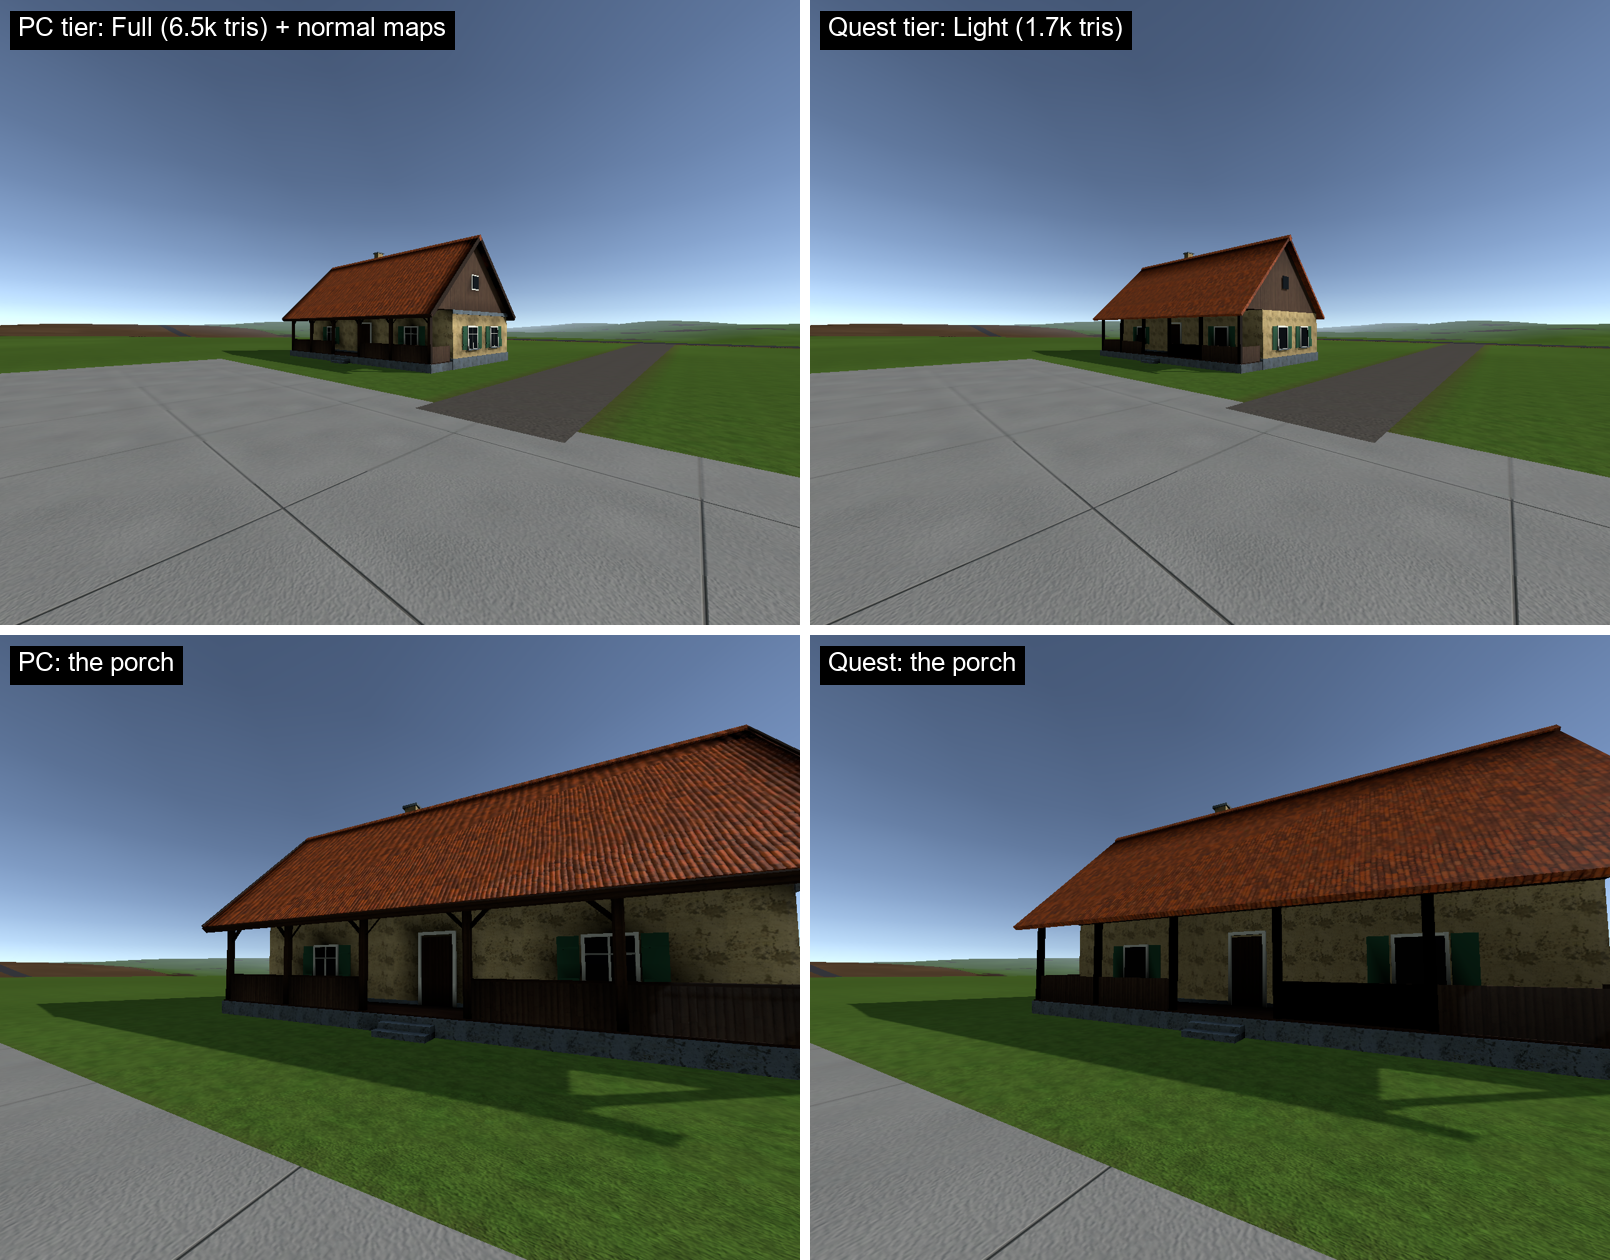 PC tier: Full (6.5k tris) + normal maps
Quest tier: Light (1.7k tris)
PC: the porch
Quest: the porch